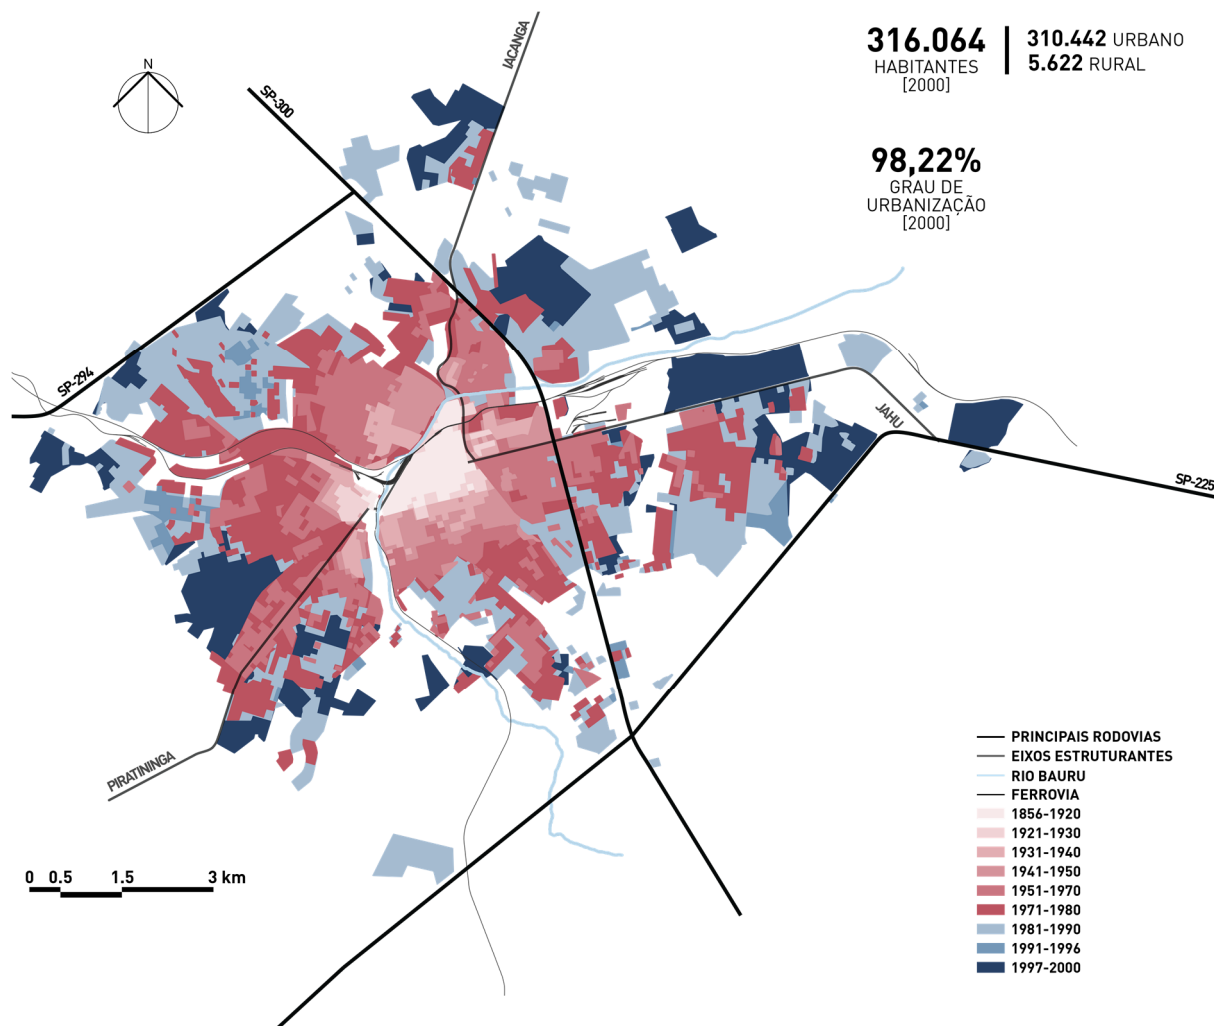 316.064
HABITANTES
[2000]
310.442 URBANO
5.622 RURAL
98,22%
GRAU DE
URBANIZAÇÃO
[2000]
N
IACANGA
SP-300
SP-294
JAHU
SP-225
PIRATININGA
0 0.5 1.5 3 km
PRINCIPAIS RODOVIAS
EIXOS ESTRUTURANTES
RIO BAURU
FERROVIA
1856-1920
1921-1930
1931-1940
1941-1950
1951-1970
1971-1980
1981-1990
1991-1996
1997-2000